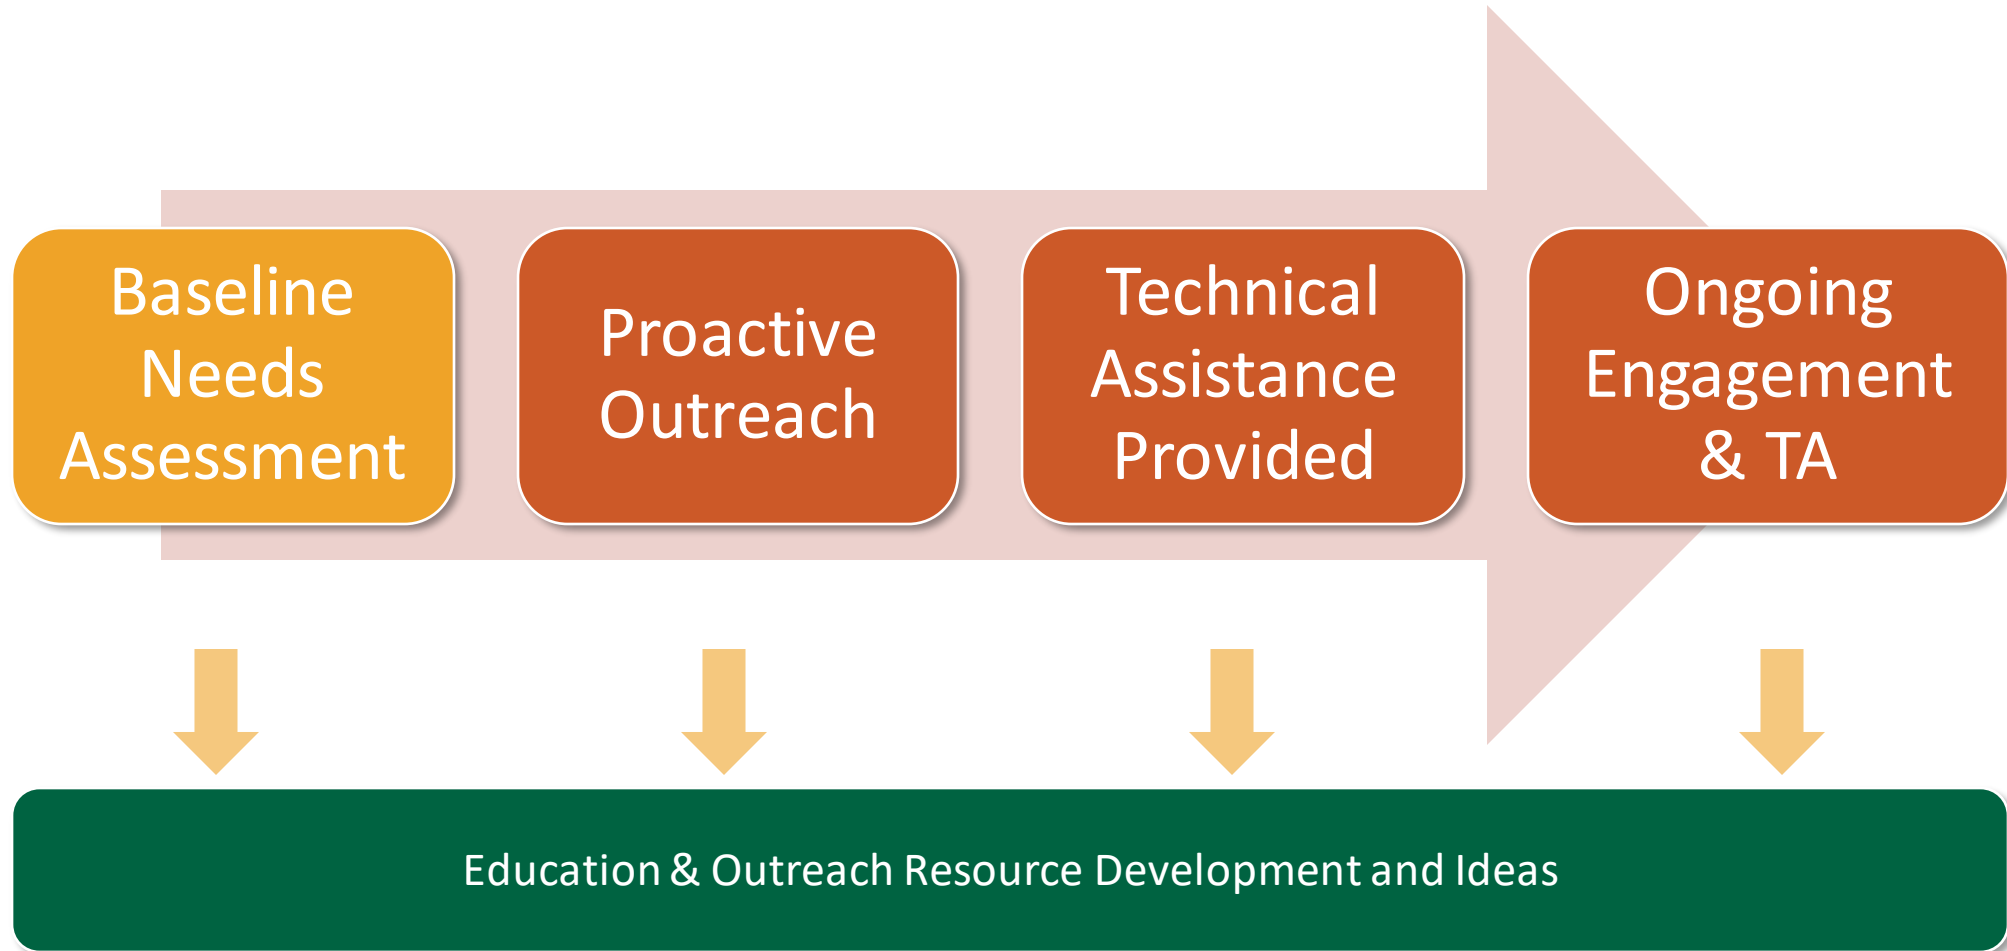 Baseline
Needs
Assessment
Proactive
Outreach
Technical
Assistance
Provided
Ongoing
Engagement
& TA
Education & Outreach Resource Development and Ideas